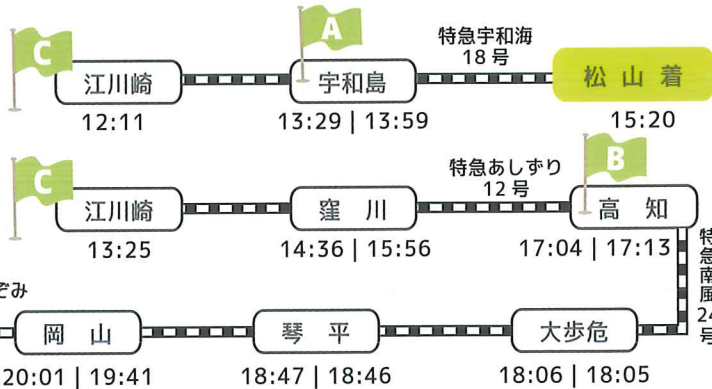 C
A
特急宇和海
18号
江川崎
宇和島
松山着
12:11
13:29 | 13:59
15:20
C
B
特急あしずり
12号
江川崎
窪川
高知
13:25
14:36 | 15:56
17:04 | 17:13
特急南風24号
ぞみ
岡山
琴平
大歩危
20:01 | 19:41
18:47 | 18:46
18:06 | 18:05